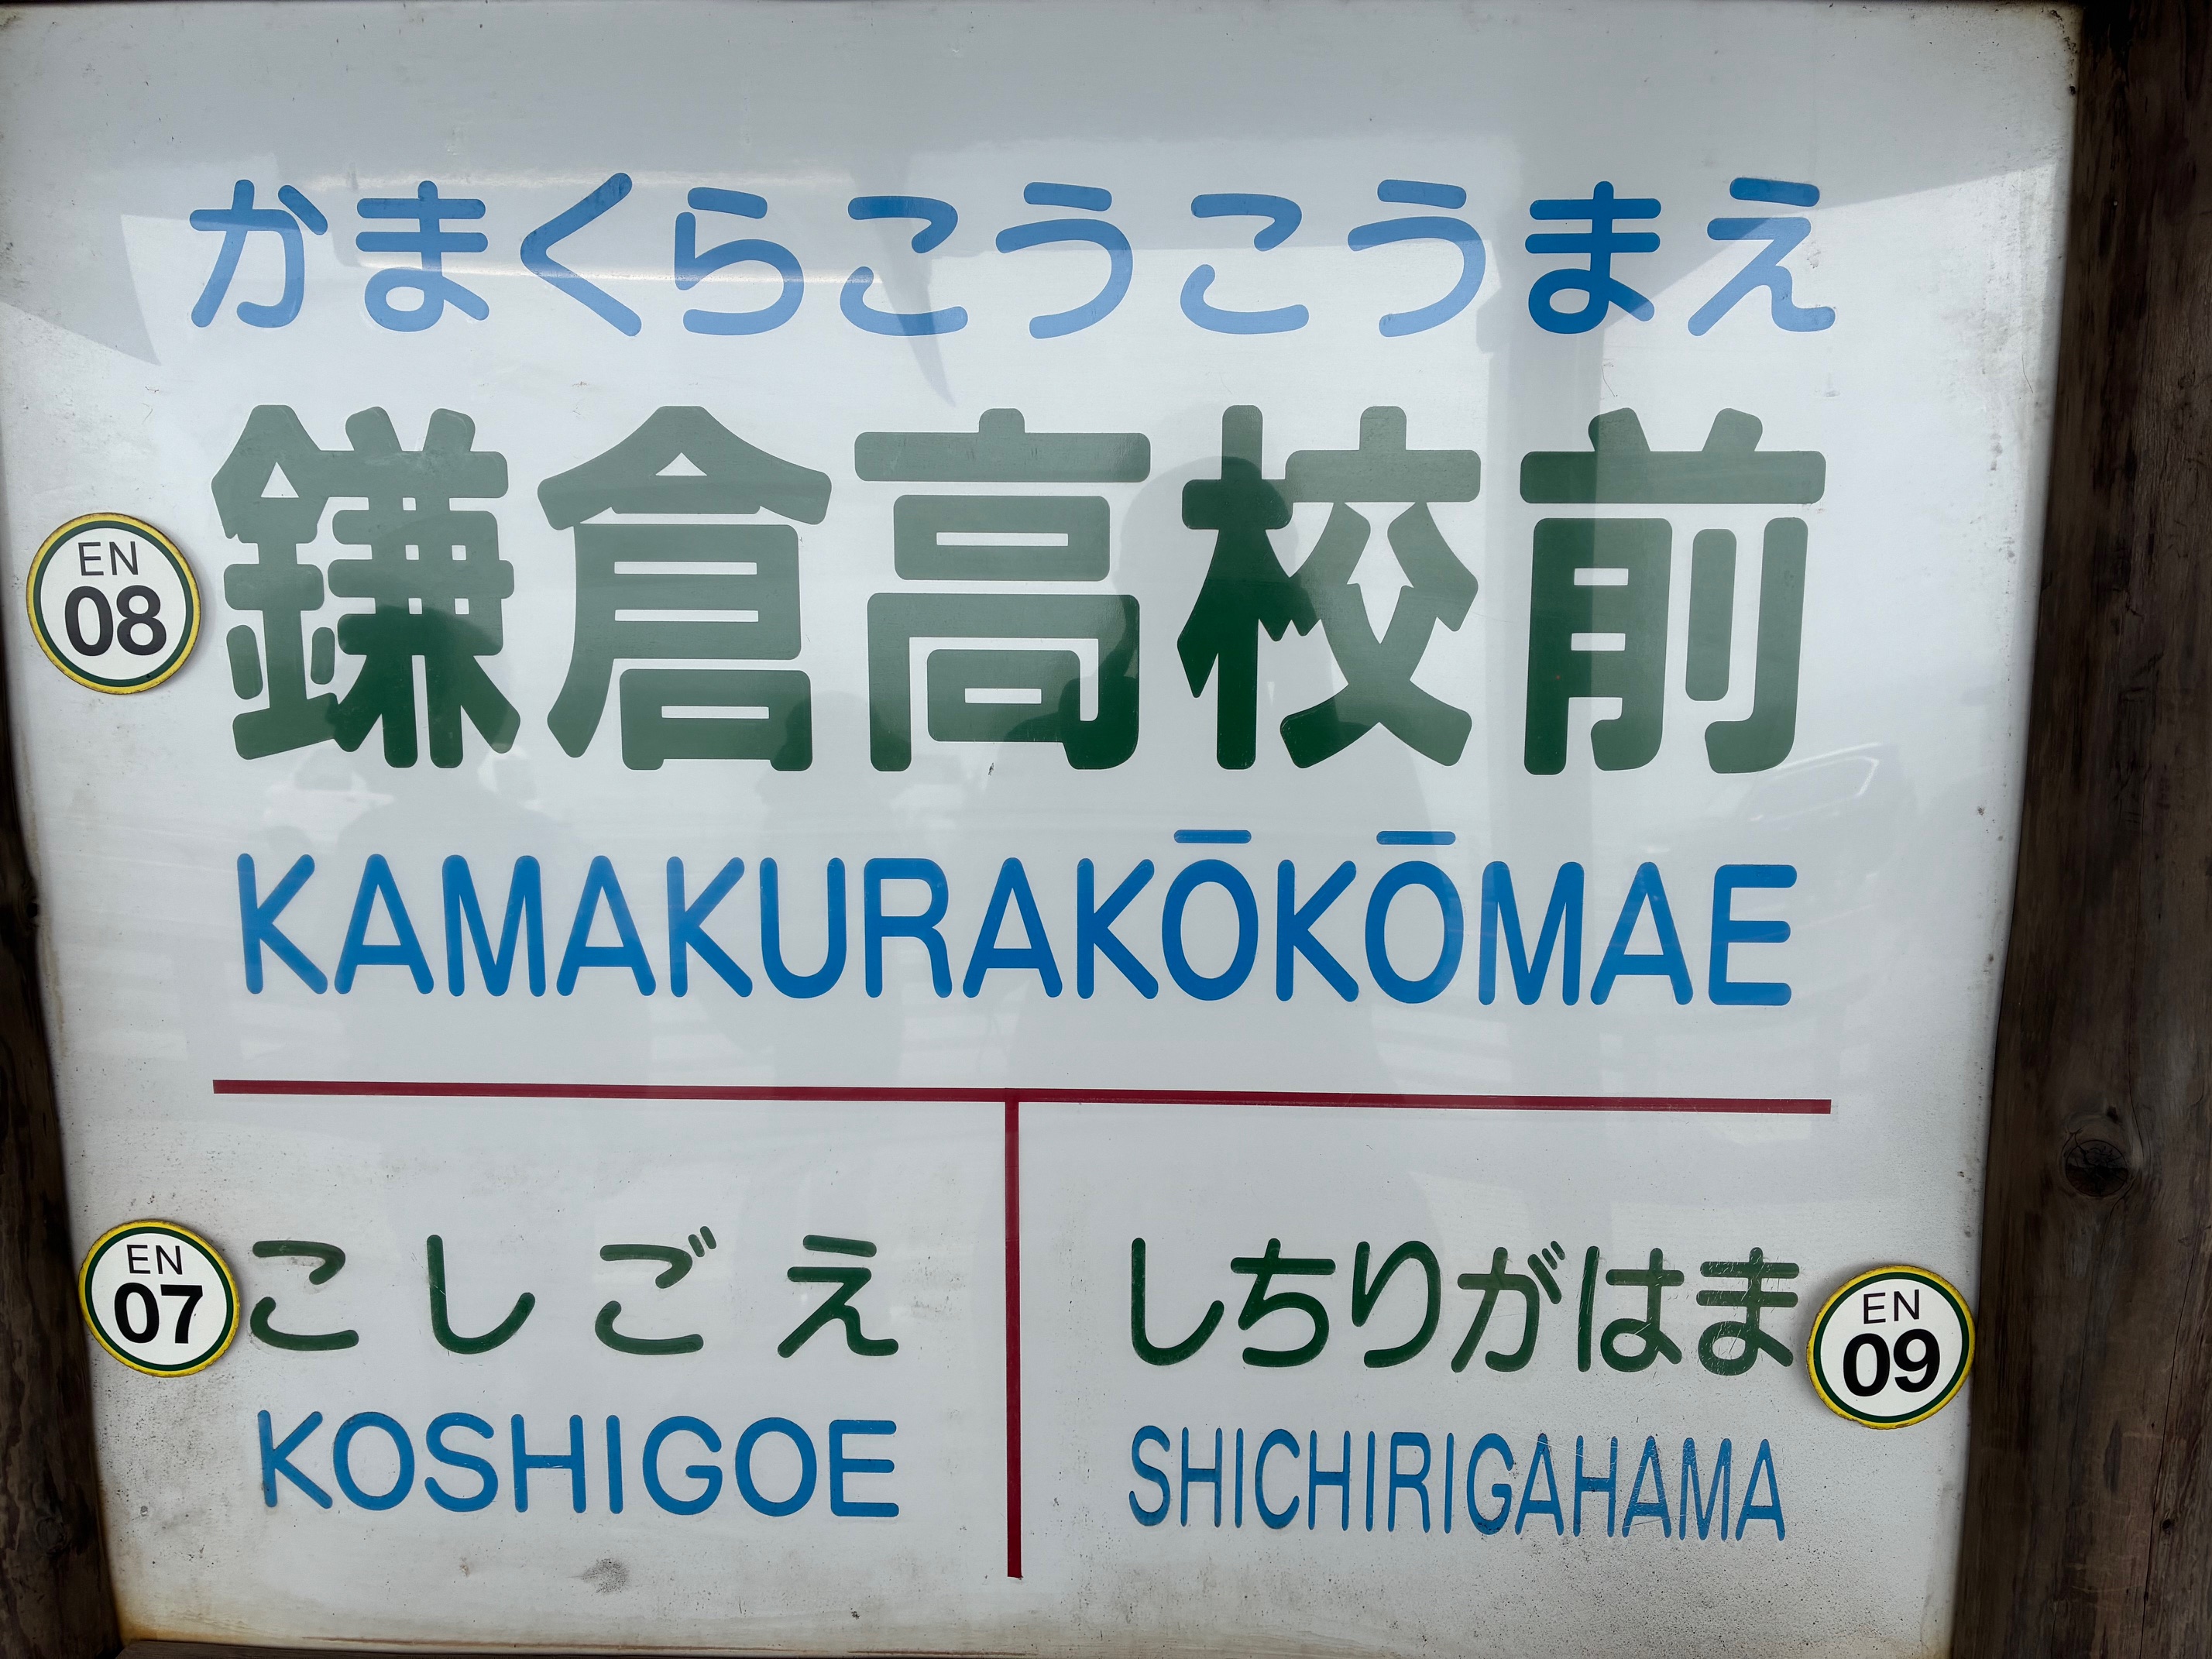 かまくらこうこうまえ
EN
08
鎌倉高校前
KAMAKURAKŌKŌMAE
EN
07
こしごえ
KOSHIGOE
しちりがはま
EN
09
SHICHIRIGAHAMA